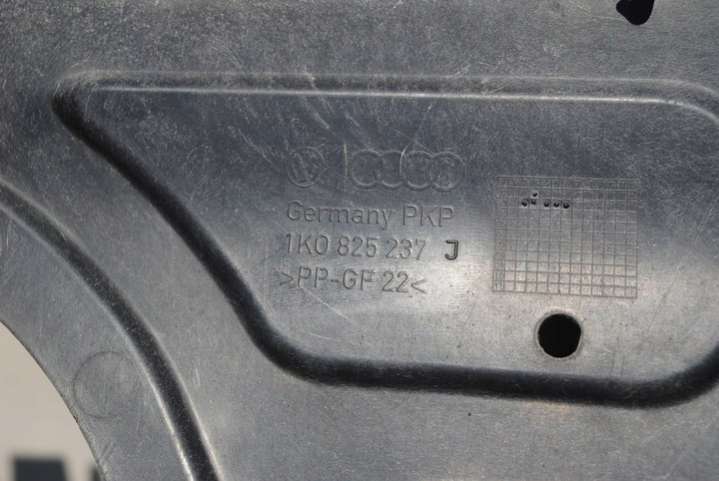 Germany PKP
1K0 825 237 J
>PP-GF 22<